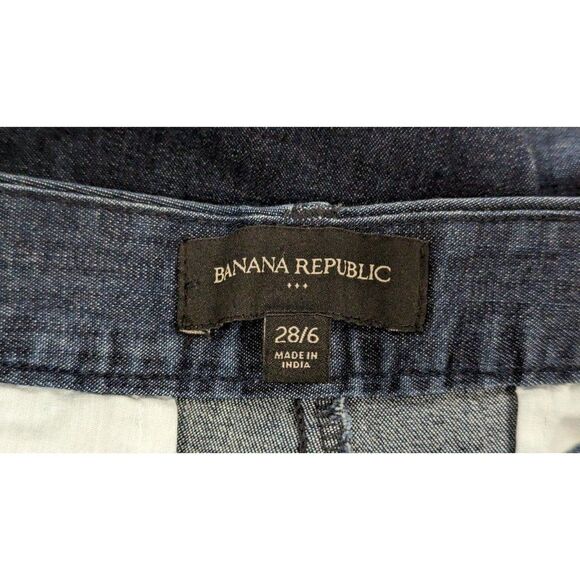 BANANA REPUBLIC
28/6
MADE IN
INDIA